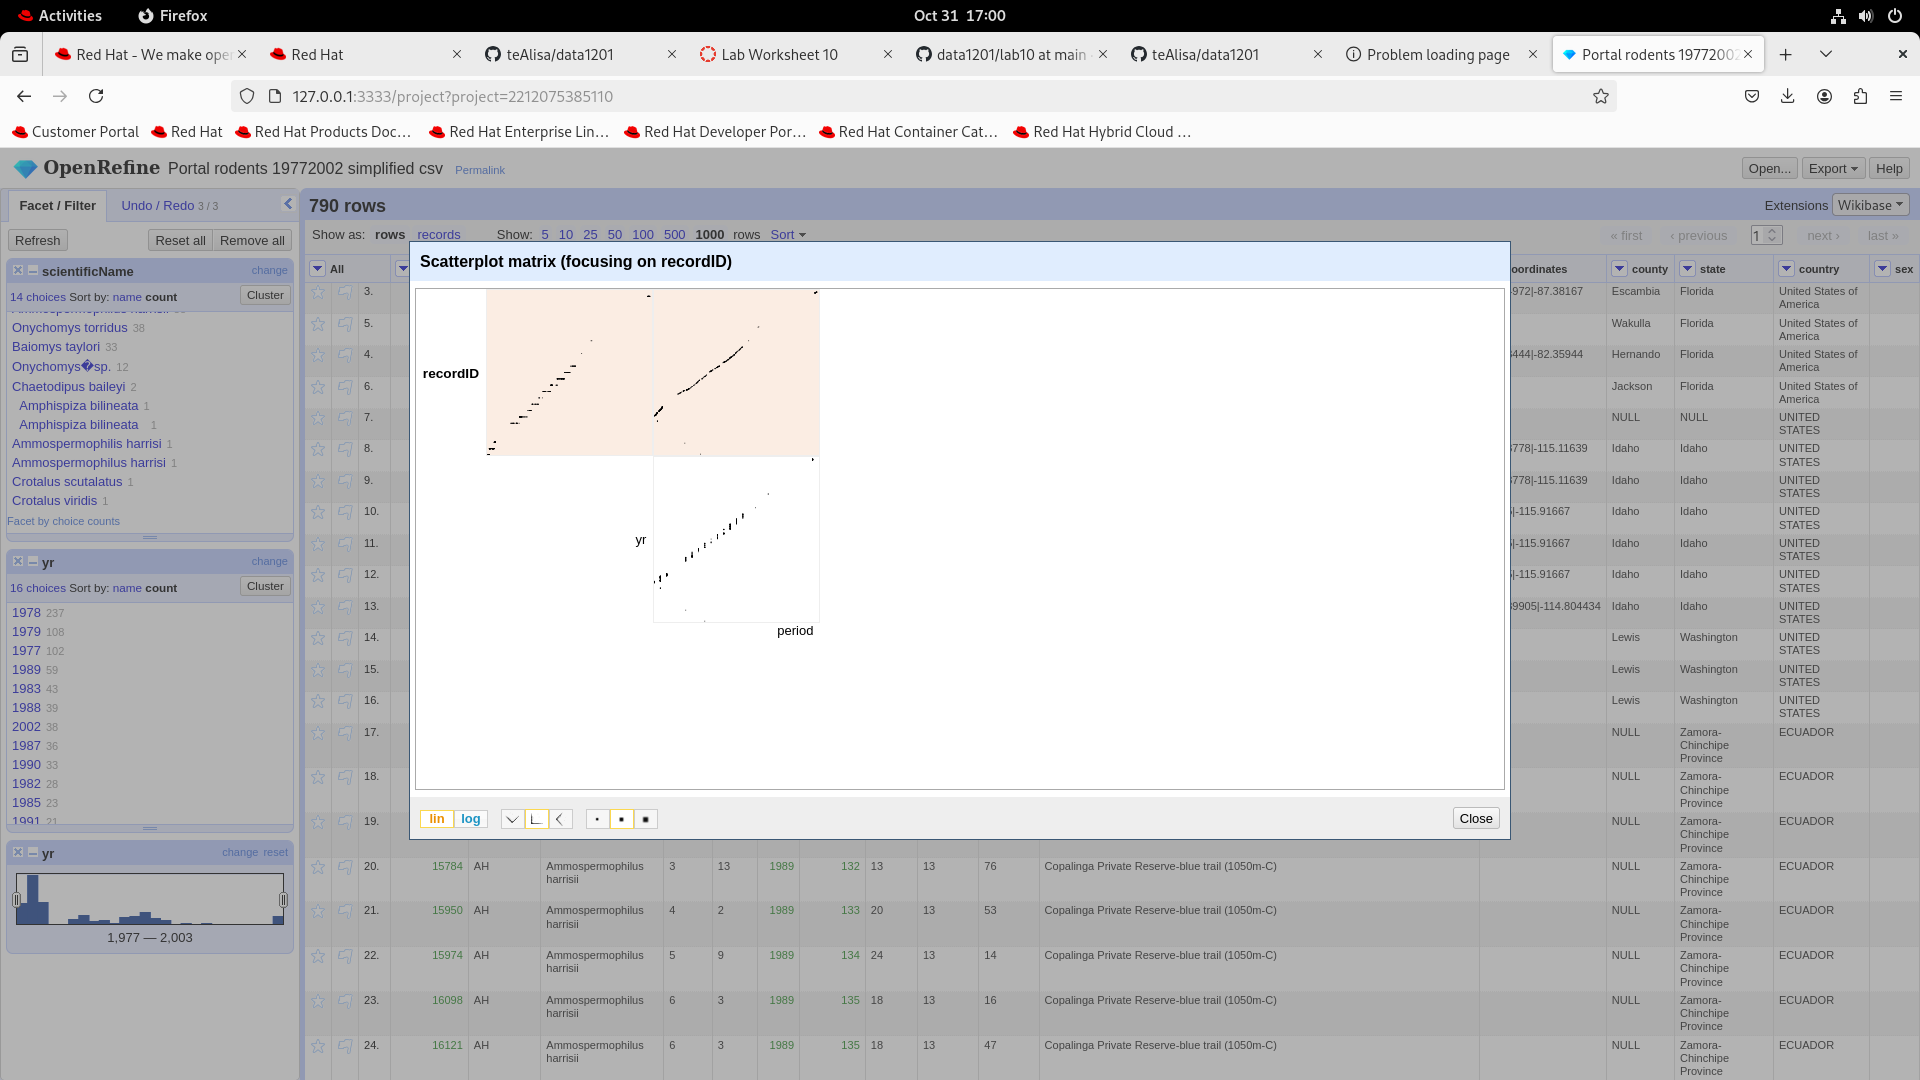 Activities Firefox Oct 31 17:00
Red Hat - We make ope Red Hat teAlisa/data1201 Lab Worksheet 10 data1201/lab10 at main teAlisa/data1201 Problem loading page Portal rodents 1977200
127.0.0.1:3333/project?project=2212075385110
Customer Portal Red Hat Red Hat Products Doc… Red Hat Enterprise Lin… Red Hat Developer Por… Red Hat Container Cat… Red Hat Hybrid Cloud …
OpenRefine Portal rodents 19772002 simplified csv Permalink Open... Export Help
Facet / Filter Undo / Redo 3 / 3
790 rows Extensions Wikibase
Refresh Reset all Remove all
Show as: rows records Show: 5 10 25 50 100 500 1000 rows Sort « first ‹ previous 1 next › last »
scientificName change
14 choices Sort by: name count Cluster
Onychomys torridus 38
Baiomys taylori 33
Onychomys�sp. 12
Chaetodipus baileyi 2
Amphispiza bilineata 1
Amphispiza bilineata 1
Ammospermophilis harrisi 1
Ammospermophilus harrisi 1
Crotalus scutalatus 1
Crotalus viridis 1
Facet by choice counts
yr change
16 choices Sort by: name count Cluster
1978 237
1979 108
1977 102
1989 59
1983 43
1988 39
2002 38
1987 36
1990 33
1982 28
1985 23
1991 21
yr change reset
1,977 — 2,003
Scatterplot matrix (focusing on recordID)
recordID
yr
period
lin log Close
All oordinates county state country sex
3. 972|-87.38167 Escambia Florida United States of America
5. Wakulla Florida United States of America
4. 444|-82.35944 Hernando Florida United States of America
6. Jackson Florida United States of America
7. NULL NULL UNITED STATES
8. 778|-115.11639 Idaho Idaho UNITED STATES
9. 778|-115.11639 Idaho Idaho UNITED STATES
10. |-115.91667 Idaho Idaho UNITED STATES
11. |-115.91667 Idaho Idaho UNITED STATES
12. |-115.91667 Idaho Idaho UNITED STATES
13. 9905|-114.804434 Idaho Idaho UNITED STATES
14. Lewis Washington UNITED STATES
15. Lewis Washington UNITED STATES
16. Lewis Washington UNITED STATES
17. NULL Zamora-Chinchipe Province ECUADOR
18. NULL Zamora-Chinchipe Province ECUADOR
19. NULL Zamora-Chinchipe Province ECUADOR
20. 15784 AH Ammospermophilus harrisii 3 13 1989 132 13 13 76 Copalinga Private Reserve-blue trail (1050m-C) NULL Zamora-Chinchipe Province ECUADOR
21. 15950 AH Ammospermophilus harrisii 4 2 1989 133 20 13 53 Copalinga Private Reserve-blue trail (1050m-C) NULL Zamora-Chinchipe Province ECUADOR
22. 15974 AH Ammospermophilus harrisii 5 9 1989 134 24 13 14 Copalinga Private Reserve-blue trail (1050m-C) NULL Zamora-Chinchipe Province ECUADOR
23. 16098 AH Ammospermophilus harrisii 6 3 1989 135 18 13 16 Copalinga Private Reserve-blue trail (1050m-C) NULL Zamora-Chinchipe Province ECUADOR
24. 16121 AH Ammospermophilus harrisii 6 3 1989 135 18 13 47 Copalinga Private Reserve-blue trail (1050m-C) NULL Zamora-Chinchipe Province ECUADOR